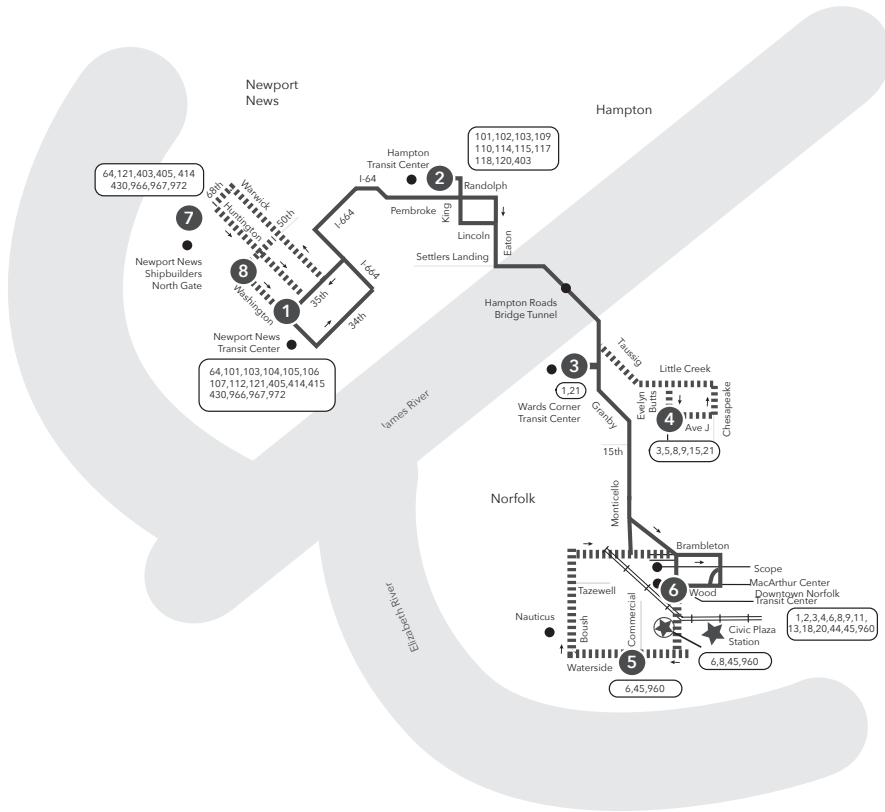 Newport
News
Hampton
101,102,103,109
110,114,115,117
118,120,403
Hampton
Transit Center
2
I-64
Randolph
64,121,403,405, 414
430,966,967,972
68th
Warwick
Huntington
50th
7
I-664
Pembroke
King
Lincoln
Eaton
Settlers Landing
Newport News
Shipbuilders
North Gate
8
Washington
I-664
35th
34th
1
Hampton Roads
Bridge Tunnel
Newport News
Transit Center
64,101,103,104,105,106
107,112,121,405,414,415
430,966,967,972
Taussig
3
Little Creek
1,21
Wards Corner
Transit Center
Granby
Evelyn
Butts
Chesapeake
4
Ave J
James River
15th
3,5,8,9,15,21
Norfolk
Monticello
Brambleton
Scope
MacArthur Center
Downtown Norfolk
Transit Center
6
Wood
Tazewell
Elizabeth River
Nauticus
Boush
Commercial
Civic Plaza
Station
1,2,3,4,6,8,9,11,
13,18,20,44,45,960
Waterside
5
6,8,45,960
6,45,960